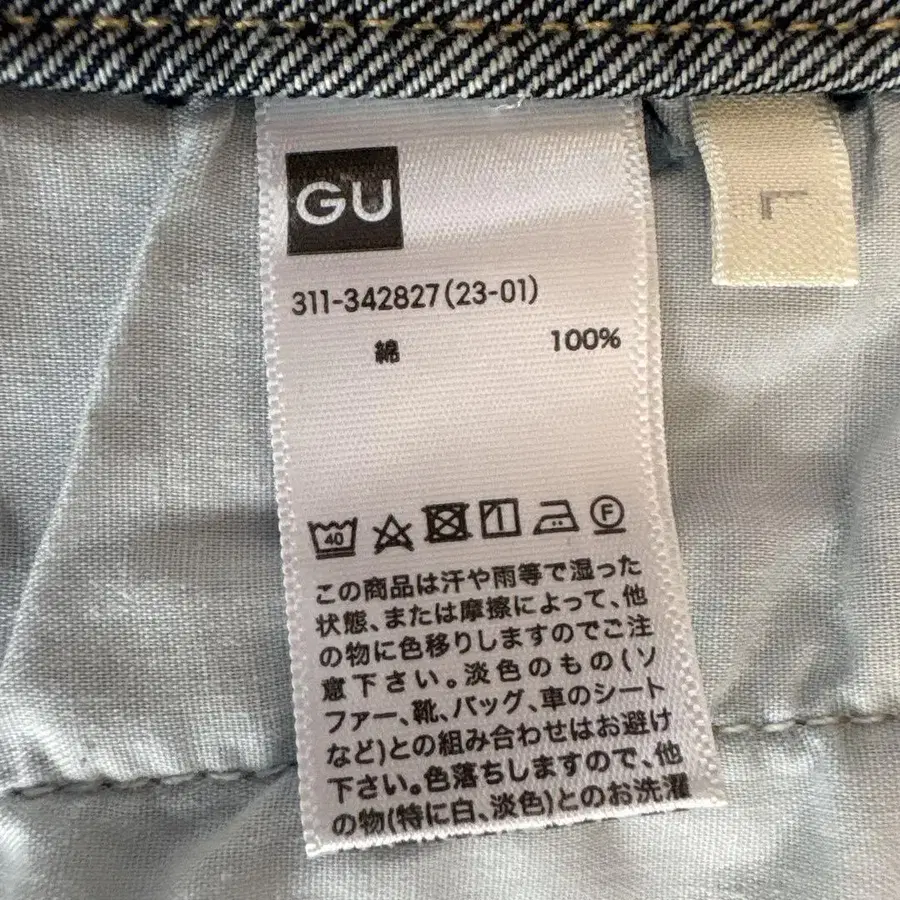 GU
L
311-342827(23-01)
綿 100%
40
F
この商品は汗や雨等で湿った
状態、または摩擦によって、他
の物に色移りしますのでご注
意下さい。淡色のもの(ソ
ファー、靴、バッグ、車のシート
など)との組み合わせはお避け
下さい。色落ちしますので、他
の物(特に白、淡色)とのお洗濯